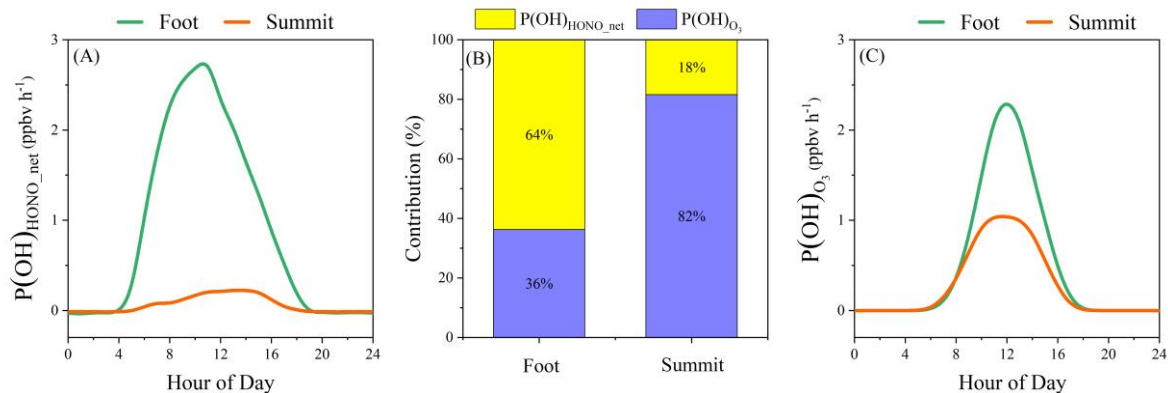 Foot Summit
(A)
P(OH)HONO_net (ppbv h-1)
3
2
1
0
0 4 8 12 16 20 24
Hour of Day
P(OH)HONO_net P(OH)O3
(B)
Contribution (%)
100
80
60
40
20
0
64%
36%
18%
82%
Foot Summit
Foot Summit
(C)
P(OH)O3 (ppbv h-1)
3
2
1
0
0 4 8 12 16 20 24
Hour of Day